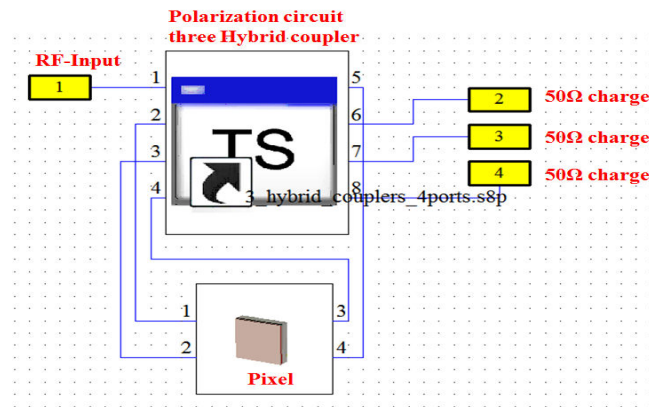 Polarization circuit
three Hybrid coupler
RF-Input
1
1
2
3
4
5
6
7
8
TS
3_hybrid_couplers_4ports.s8p
2
50Ω charge
3
50Ω charge
4
50Ω charge
1
2
3
4
Pixel